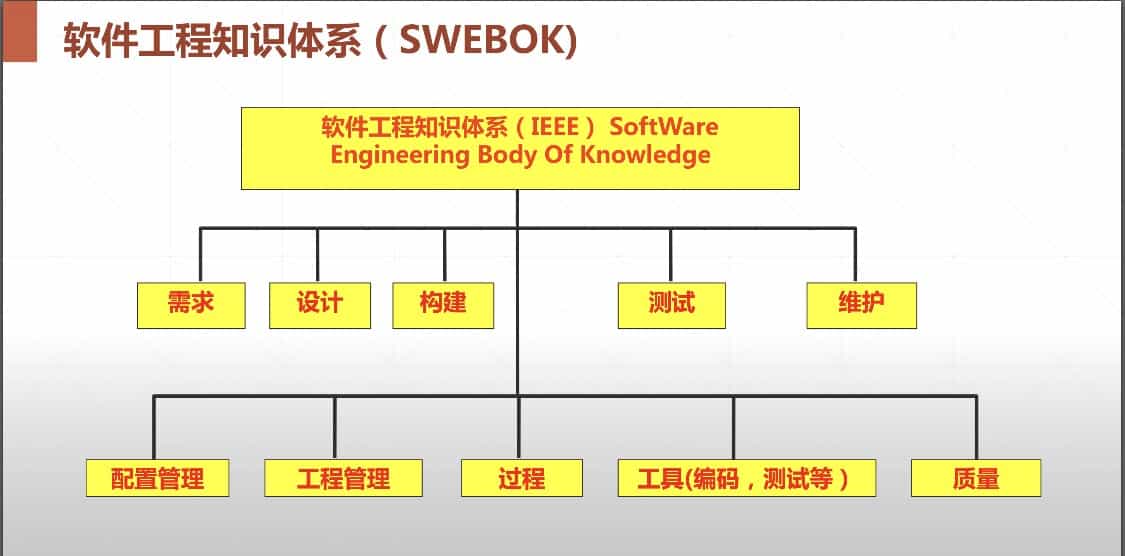 软件工程知识体系（SWEBOK)
软件工程知识体系（IEEE） SoftWare
Engineering Body Of Knowledge
需求
设计
构建
测试
维护
配置管理
工程管理
过程
工具(编码，测试等）
质量